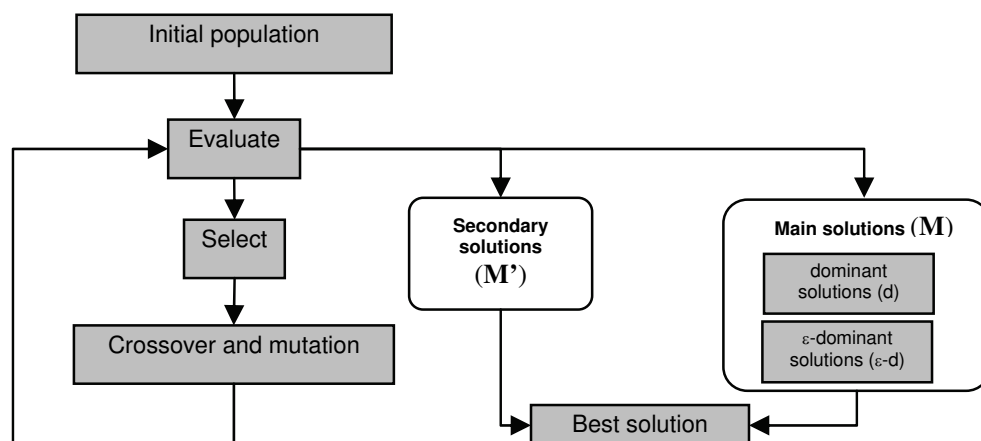 Initial population
Evaluate
Select
Crossover and mutation
Secondary
solutions
(M’)
Main solutions (M)
dominant
solutions (d)
ε-dominant
solutions (ε-d)
Best solution